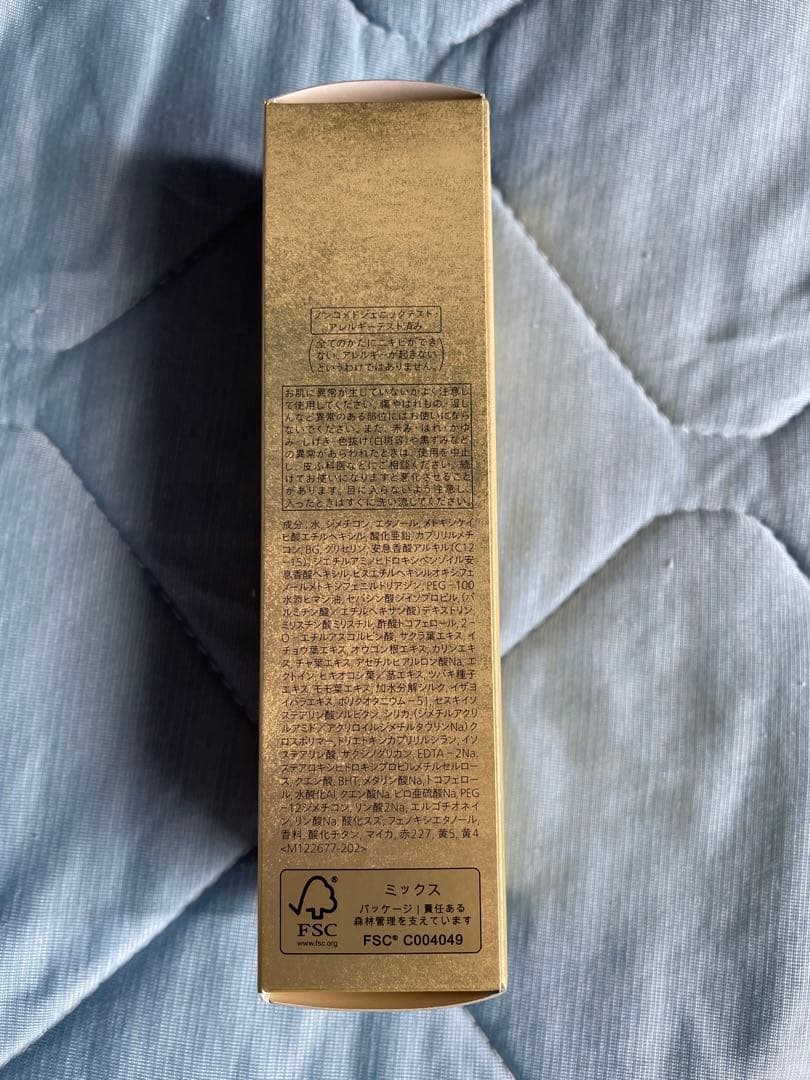 ノンコメドジェニックテスト・
アレルギーテスト済み
全てのかたにニキビができ
ない、アレルギーが起きない
というわけではありません。
お肌に異常が生じていないかよく注意し
て使用してください。傷やはれもの・湿し
んなど異常のある部位にはお使いになら
ないでください。また、赤み・はれ・かゆ
み・しげき・色抜け(白斑等)や黒ずみなど
の異常があらわれたときは、使用を中止
し、皮ふ科医などにご相談ください。続
けてお使いになりますと悪化させること
があります。目に入らないよう注意し、
入ったときはすぐに洗い流してください。
成分:水, ジメチコン, エタノール, メトキシケイ
ヒ酸エチルヘキシル, 酸化亜鉛, カプリリルメチ
コン, BG, グリセリン, 安息香酸アルキル(C12
-15), ジエチルアミノヒドロキシベンゾイル安
息香酸ヘキシル, ビスエチルヘキシルオキシフェ
ノールメトキシフェニルトリアジン, PEG-100
水添ヒマシ油, セバシン酸ジイソプロピル, (パ
ルミチン酸/エチルヘキサン酸)デキストリン,
ミリスチン酸ミリスチル, 酢酸トコフェロール, 2-
O-エチルアスコルビン酸, サクラ葉エキス, イ
チョウ葉エキス, オウゴン根エキス, カリンエキ
ス, チャ葉エキス, アセチルヒアルロン酸Na, エ
クトイン, ヒキオコシ葉/茎エキス, ツバキ種子
エキス, モモ葉エキス, 加水分解シルク, イザヨ
イバラエキス, ポリクオタニウム-51, セスキイソ
ステアリン酸ソルビタン, シリカ, (ジメチルアクリ
ルアミド/アクリロイルジメチルタウリンNa)ク
ロスポリマー, トリエトキシカプリリルシラン, イソ
ステアリン酸, サクシノグリカン, EDTA-2Na,
ステアロキシヒドロキシプロピルメチルセルロー
ス, クエン酸, BHT, メタリン酸Na, トコフェロ
ール, 水酸化Al, クエン酸Na, ピロ亜硫酸Na, PEG
-12ジメチコン, リン酸2Na, エルゴチオネイ
ン, リン酸Na, 酸化スズ, フェノキシエタノール,
香料, 酸化チタン, マイカ, 赤227, 黄5, 黄4
<M122677-202>
ミックス
パッケージ|責任ある
森林管理を支えています
FSC® C004049
®
FSC
www.fsc.org